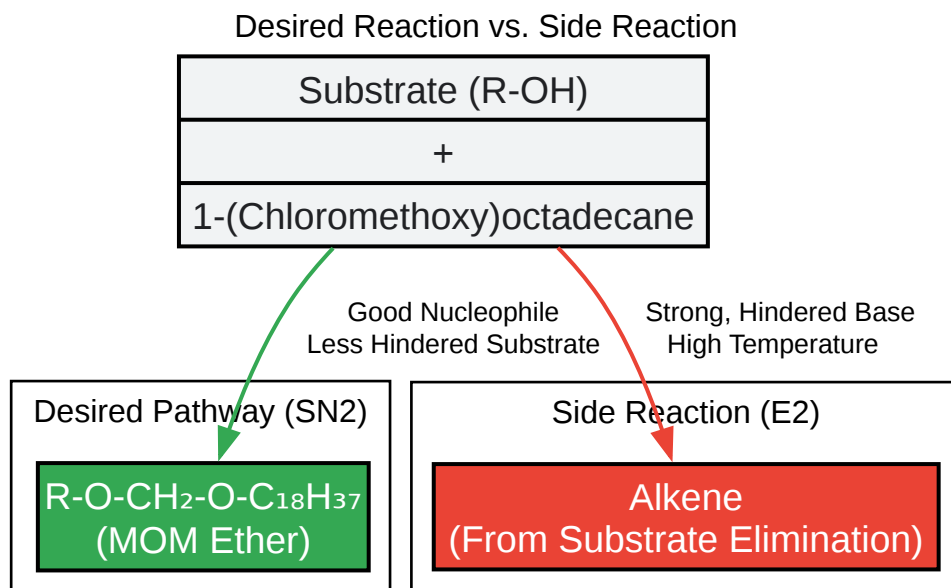 Desired Reaction vs. Side Reaction
Substrate (R-OH)
+
1-(Chloromethoxy)octadecane
Good Nucleophile
Less Hindered Substrate
Strong, Hindered Base
High Temperature
Desired Pathway (SN2)
R-O-CH₂-O-C₁₈H₃₇
(MOM Ether)
Side Reaction (E2)
Alkene
(From Substrate Elimination)